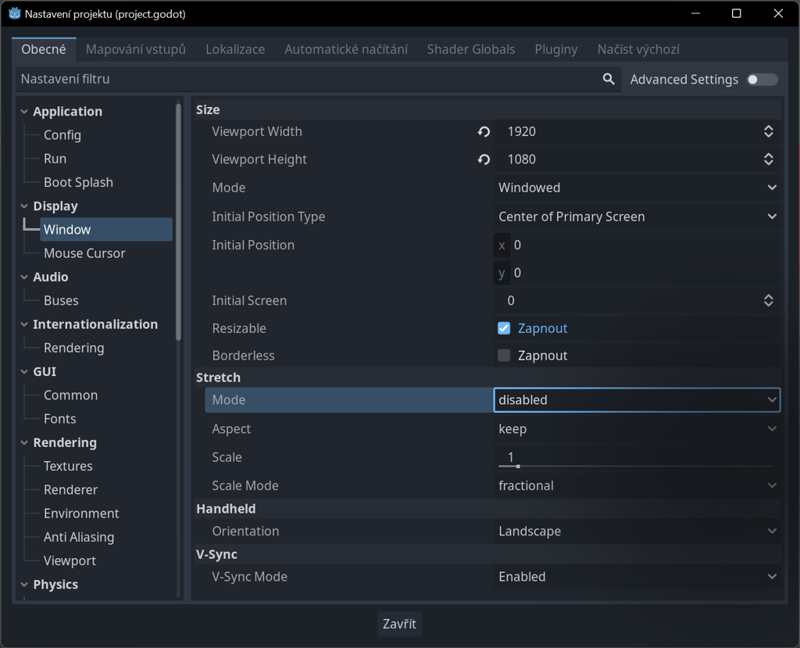 Nastavení projektu (project.godot)
Obecné Mapování vstupů Lokalizace Automatické načítání Shader Globals Pluginy Načíst výchozí
Nastavení filtru Advanced Settings
Application
Config
Run
Boot Splash
Display
Window
Mouse Cursor
Audio
Buses
Internationalization
Rendering
GUI
Common
Fonts
Rendering
Textures
Renderer
Environment
Anti Aliasing
Viewport
Physics
Size
Viewport Width 1920
Viewport Height 1080
Mode Windowed
Initial Position Type Center of Primary Screen
Initial Position x 0
y 0
Initial Screen 0
Resizable Zapnout
Borderless Zapnout
Stretch
Mode disabled
Aspect keep
Scale 1
Scale Mode fractional
Handheld
Orientation Landscape
V-Sync
V-Sync Mode Enabled
Zavřít